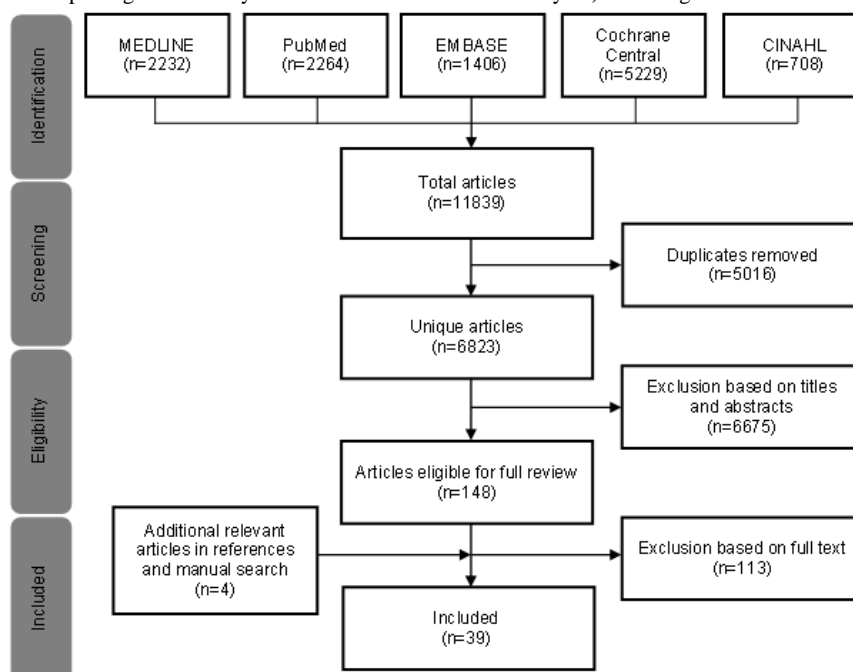 Identification
MEDLINE
(n=2232)
PubMed
(n=2264)
EMBASE
(n=1406)
Cochrane
Central
(n=5229)
CINAHL
(n=708)
Total articles
(n=11839)
Screening
Duplicates removed
(n=5016)
Unique articles
(n=6823)
Eligibility
Exclusion based on titles
and abstracts
(n=6675)
Articles eligible for full review
(n=148)
Included
Additional relevant
articles in references
and manual search
(n=4)
Exclusion based on full text
(n=113)
Included
(n=39)